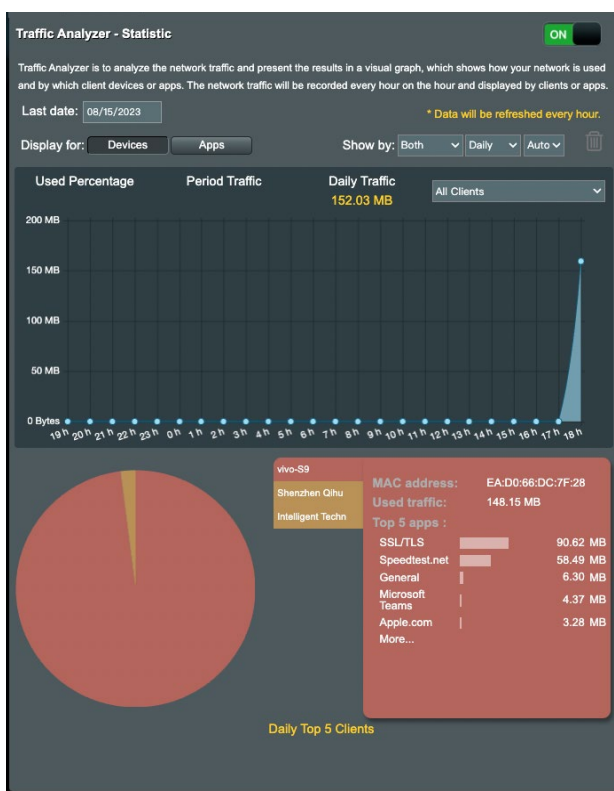 Traffic Analyzer - Statistic
ON
Traffic Analyzer is to analyze the network traffic and present the results in a visual graph, which shows how your network is used
and by which client devices or apps. The network traffic will be recorded every hour on the hour and displayed by clients or apps.
Last date: 08/15/2023
* Data will be refreshed every hour.
Display for: Devices Apps
Show by: Both Daily Auto
Used Percentage Period Traffic Daily Traffic
152.03 MB
All Clients
200 MB
150 MB
100 MB
50 MB
0 Bytes
19 h 20 h 21 h 22 h 23 h 0 h 1 h 2 h 3 h 4 h 5 h 6 h 7 h 8 h 9 h 10 h 11 h 12 h 13 h 14 h 15 h 16 h 17 h 18 h
vivo-S9
Shenzhen Qihu
Intelligent Techn
MAC address: EA:D0:66:DC:7F:28
Used traffic: 148.15 MB
Top 5 apps :
SSL/TLS 90.62 MB
Speedtest.net 58.49 MB
General 6.30 MB
Microsoft
Teams 4.37 MB
Apple.com 3.28 MB
More...
Daily Top 5 Clients